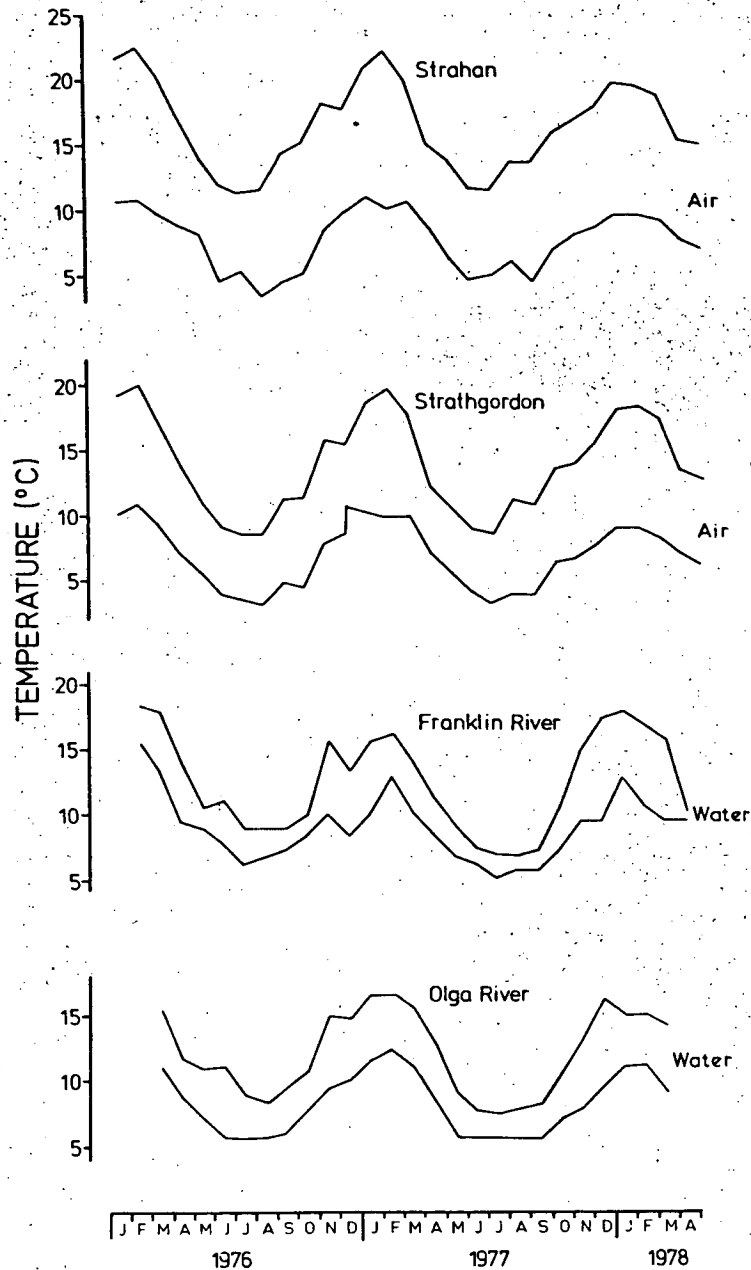 25
20
Strahan
15
10
Air
5
20
Strathgordon
15
10
Air
5
TEMPERATURE (°C)
20
Franklin River
15
10
Water
5
Olga River
15
Water
10
5
J F M A M J J A S O N D J F M A M J J A S O N D J F M A
1976 1977 1978